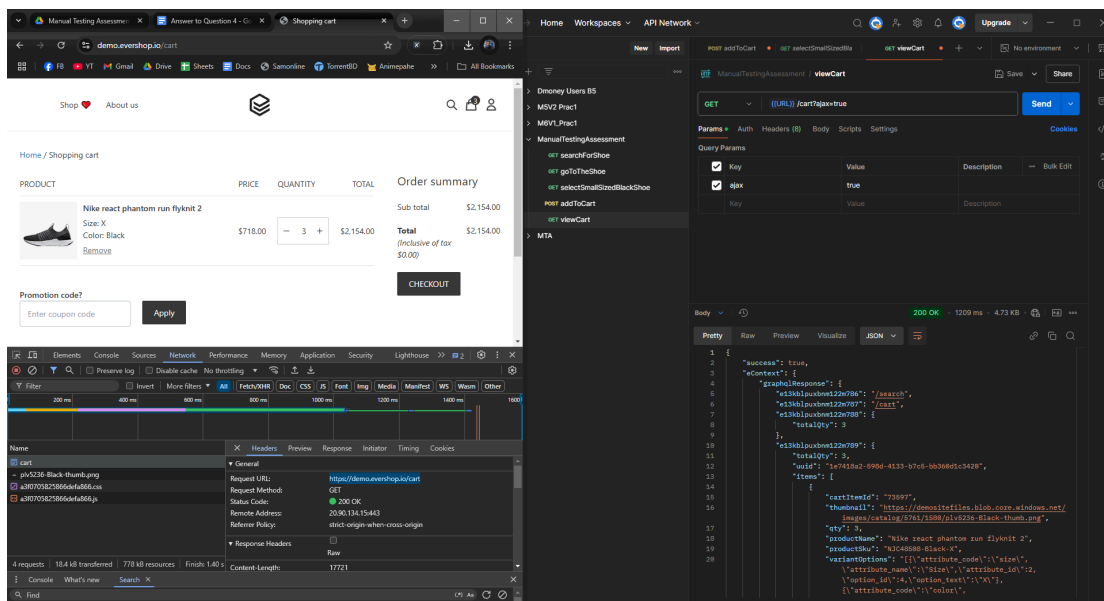 Manual Testing Assessmen
Answer to Question 4 - Go
Shopping cart
demo.evershop.io/cart
FB
YT
Gmail
Drive
Sheets
Docs
Samonline
TorrentBD
Animepahe
All Bookmarks
Shop
About us
3
Home / Shopping cart
PRODUCT PRICE QUANTITY TOTAL
Nike react phantom run flyknit 2
Size: X
Color: Black
Remove
$718.00 − 3 + $2,154.00
Order summary
Sub total $2,154.00
Total $2,154.00
(Inclusive of tax
$0.00)
CHECKOUT
Promotion code?
Enter coupon code
Apply
Elements Console Sources Network Performance Memory Application Security Lighthouse 2
Preserve log Disable cache No throttling
Filter Invert More filters All Fetch/XHR Doc CSS JS Font Img Media Manifest WS Wasm Other
200 ms 400 ms 600 ms 800 ms 1000 ms 1200 ms 1400 ms 1600
Name
cart
plv5236-Black-thumb.png
a3f0705825866defa866.css
a3f0705825866defa866.js
Headers Preview Response Initiator Timing Cookies
General
Request URL: https://demo.evershop.io/cart
Request Method: GET
Status Code: 200 OK
Remote Address: 20.90.134.15:443
Referrer Policy: strict-origin-when-cross-origin
Response Headers
Raw
Content-Length: 17721
4 requests 18.4 kB transferred 778 kB resources Finish: 1.40 s
Console What's new Search
Find
Aa
Home Workspaces API Network
Upgrade
New Import
POST addToCart
GET selectSmallSizedBla
GET viewCart
No environment
Dmoney Users B5
M5V2 Prac1
M6V1_Prac1
ManualTestingAssessment
GET searchForShoe
GET goToTheShoe
GET selectSmallSizedBlackShoe
POST addToCart
GET viewCart
MTA
ManualTestingAssessment / viewCart
Save
Share
GET
{{URL}} /cart?ajax=true
Send
Params Auth Headers (8) Body Scripts Settings Cookies
Query Params
Key Value Description Bulk Edit
ajax true
Key Value Description
Body
200 OK 1209 ms 4.73 KB
Pretty Raw Preview Visualize JSON
1 {
2 "success": true,
3 "eContext": {
4 "graphqlResponse": {
5 "e13kblpuxbnm122m786": "/search",
6 "e13kblpuxbnm122m787": "/cart",
7 "e13kblpuxbnm122m788": {
8 "totalQty": 3
9 },
10 "e13kblpuxbnm122m789": {
11 "totalQty": 3,
12 "uuid": "1e7418a2-698d-4133-b7c6-bb360d1c3420",
13 "items": [
14 {
15 "cartItemId": "73597",
16 "thumbnail": "https://demositefiles.blob.core.windows.net/
images/catalog/5761/1500/plv5236-Black-thumb.png",
17 "qty": 3,
18 "productName": "Nike react phantom run flyknit 2",
19 "productSku": "NJC48508-Black-X",
20 "variantOptions": "[{\"attribute_code\":\"size\",
\"attribute_name\":\"Size\",\"attribute_id\":2,
\"option_id\":4,\"option_text\":\"X\"},
{\"attribute_code\":\"color\",